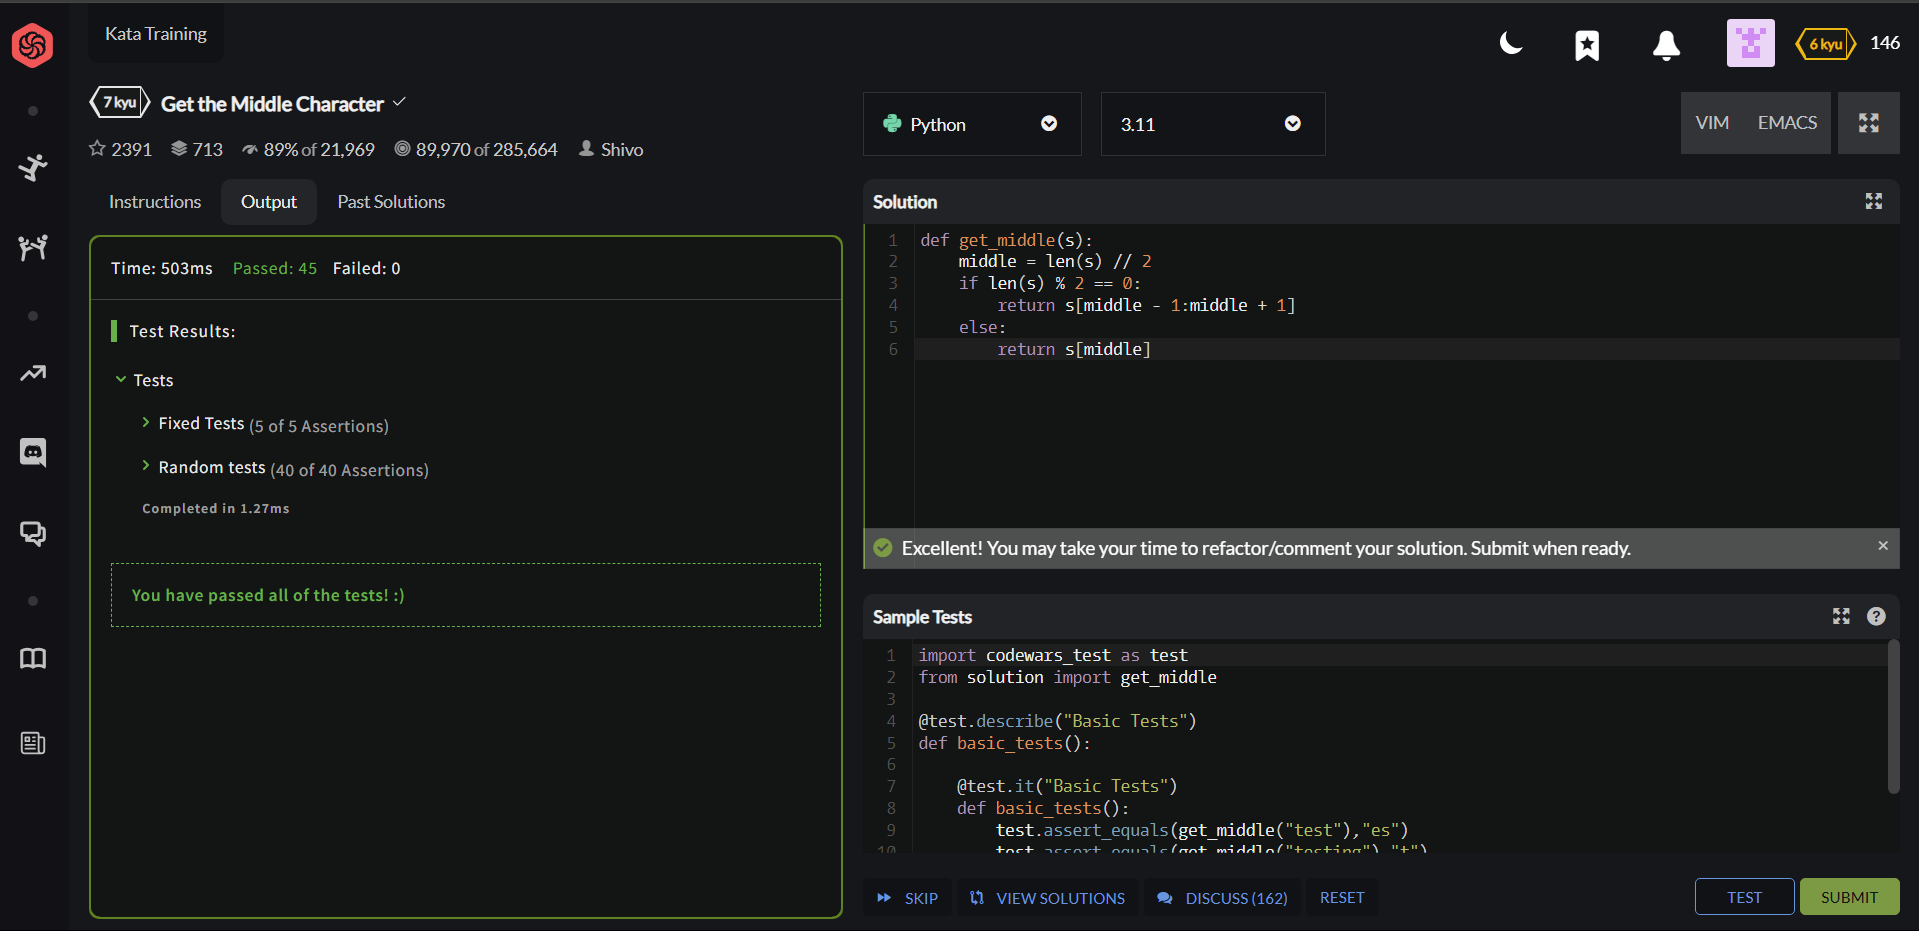 Kata Training
6 kyu 146
7 kyu Get the Middle Character
2391 713 89% of 21,969 89,970 of 285,664 Shivo
Python 3.11 VIM EMACS
Instructions Output Past Solutions
Time: 503ms Passed: 45 Failed: 0
Test Results:
Tests
Fixed Tests (5 of 5 Assertions)
Random tests (40 of 40 Assertions)
Completed in 1.27ms
You have passed all of the tests! :)
Solution
1 def get_middle(s):
2     middle = len(s) // 2
3     if len(s) % 2 == 0:
4         return s[middle - 1:middle + 1]
5     else:
6         return s[middle]
Excellent! You may take your time to refactor/comment your solution. Submit when ready.
Sample Tests
1 import codewars_test as test
2 from solution import get_middle
3
4 @test.describe("Basic Tests")
5 def basic_tests():
6
7     @test.it("Basic Tests")
8     def basic_tests():
9         test.assert_equals(get_middle("test"),"es")
10         test.assert_equals(get_middle("testing"),"t")
SKIP VIEW SOLUTIONS DISCUSS (162) RESET TEST SUBMIT